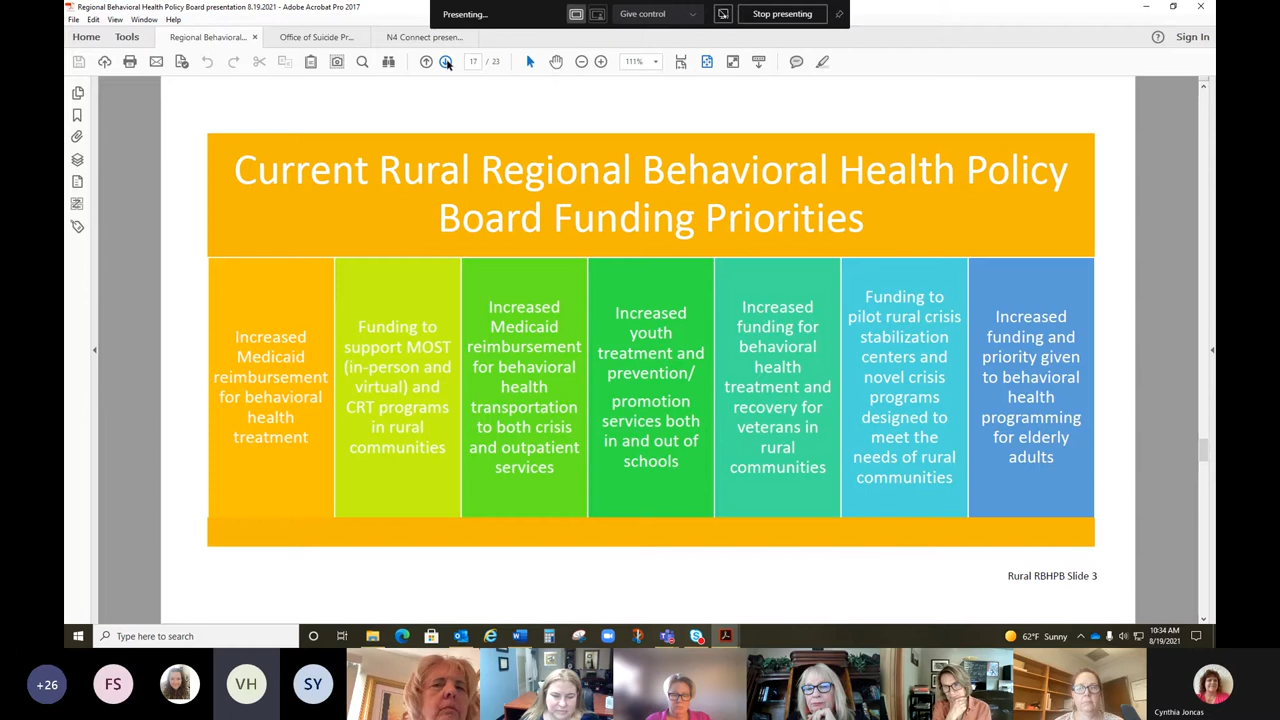 Regional Behavioral Health Policy Board presentation 8.19.2021 - Adobe Acrobat Pro 2017
Presenting...
Give control
Stop presenting
File Edit View Window Help
Home Tools
Regional Behavioral... ×
Office of Suicide Pr...
N4 Connect presen...
Sign In
17 / 23
111%
Current Rural Regional Behavioral Health Policy
Board Funding Priorities
Increased
Medicaid
reimbursement
for behavioral
health
treatment
Funding to
support MOST
(in-person and
virtual) and
CRT programs
in rural
communities
Increased
Medicaid
reimbursement
for behavioral
health
transportation
to both crisis
and outpatient
services
Increased
youth
treatment and
prevention/
promotion
services both
in and out of
schools
Increased
funding for
behavioral
health
treatment and
recovery for
veterans in
rural
communities
Funding to
pilot rural crisis
stabilization
centers and
novel crisis
programs
designed to
meet the
needs of rural
communities
Increased
funding and
priority given
to behavioral
health
programming
for elderly
adults
Rural RBHPB Slide 3
Type here to search
62°F Sunny
10:34 AM
8/19/2021
+26
FS
VH
SY
Cynthia Joncas